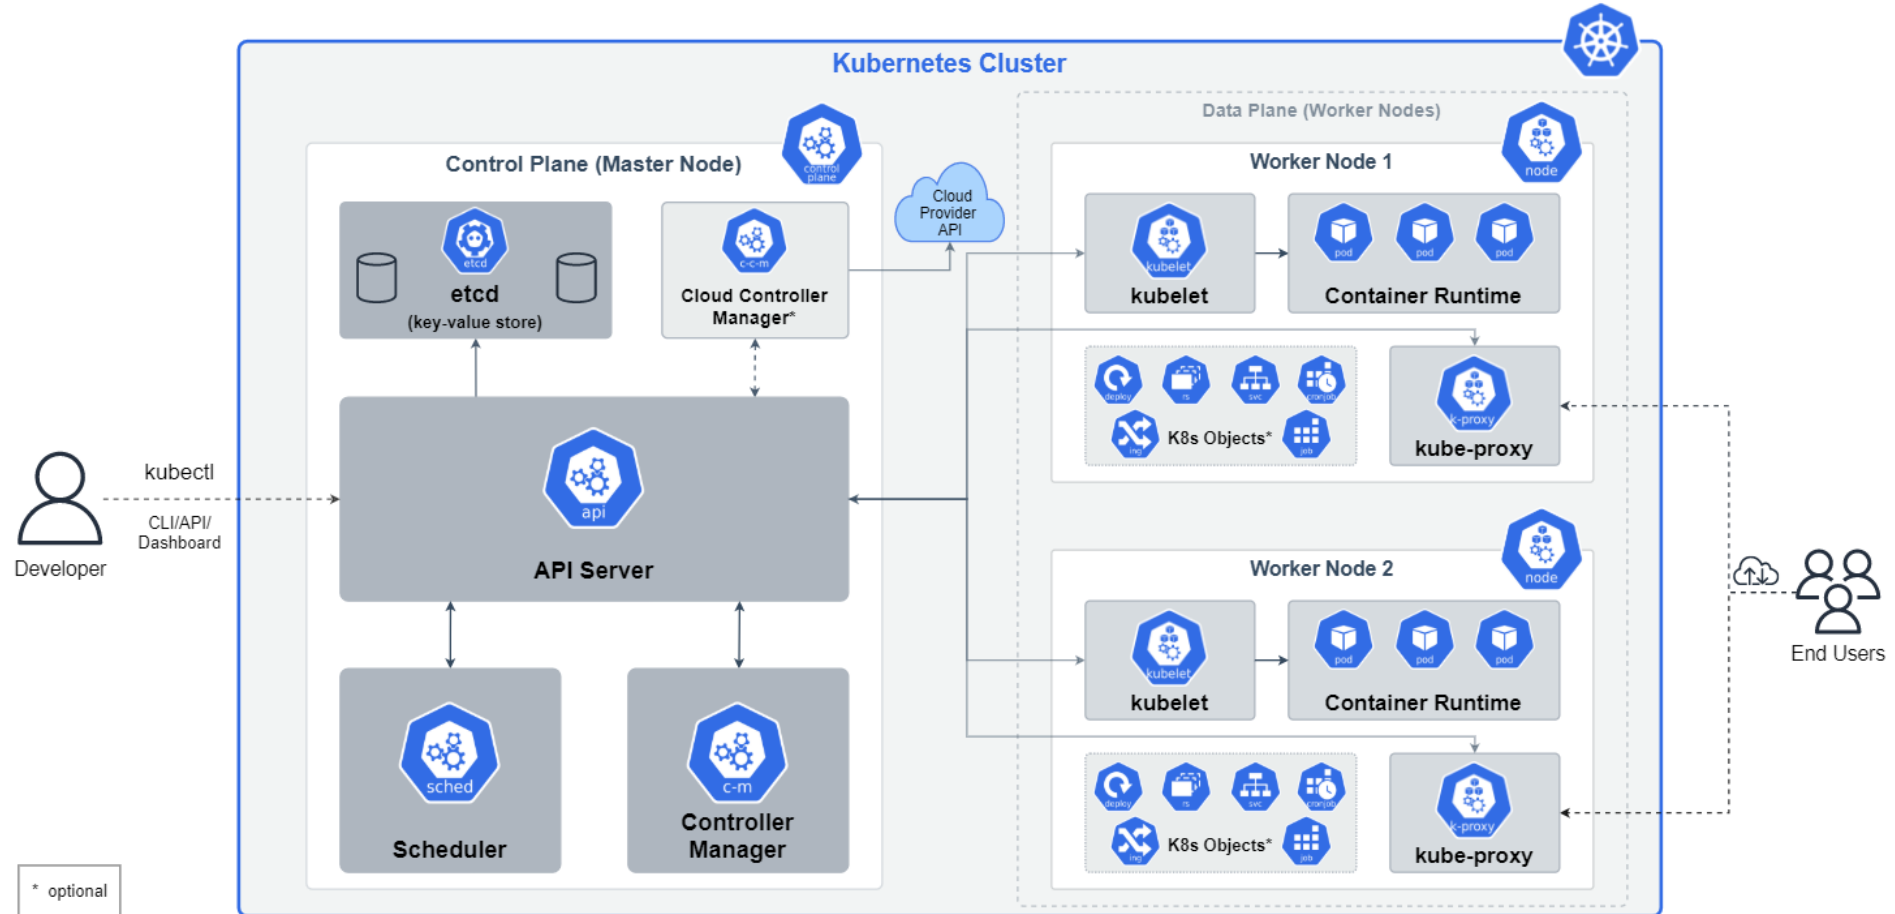 Kubernetes Cluster
Control Plane (Master Node)
control
plane
etcd
etcd
(key-value store)
c-c-m
Cloud Controller
Manager*
Cloud
Provider
API
api
API Server
sched
Scheduler
c-m
Controller
Manager
kubectl
CLI/API/
Dashboard
Developer
* optional
Data Plane (Worker Nodes)
Worker Node 1
node
kubelet
kubelet
pod
pod
pod
Container Runtime
deploy
rs
svc
cronjob
ing
K8s Objects*
job
k-proxy
kube-proxy
Worker Node 2
node
kubelet
kubelet
pod
pod
pod
Container Runtime
deploy
rs
svc
cronjob
ing
K8s Objects*
job
k-proxy
kube-proxy
End Users